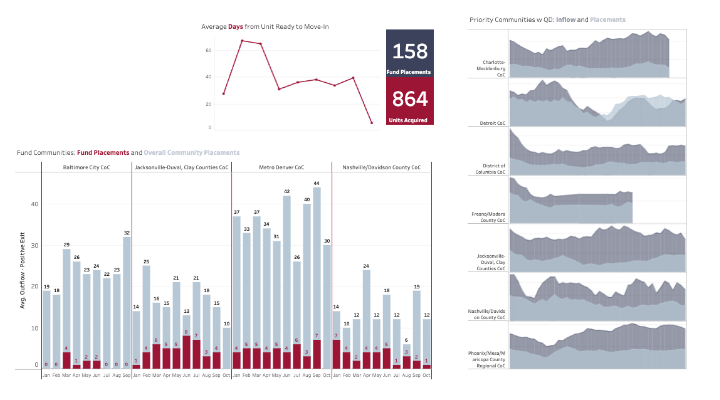 Average Days from Unit Ready to Move-In
60
40
20
0
158
Fund Placements
864
Units Acquired
Fund Communities: Fund Placements and Overall Community Placements
Baltimore City CoC Jacksonville-Duval, Clay Counties CoC Metro Denver CoC Nashville/Davidson County CoC
Avg. Outflow - Positive Exit
40
30
20
10
0
19 18 29 26 23 24 22 23 32
0 0 4 1 2 2 0 0 0
14 25 16 15 21 13 21 18 14 10
1 4 6 5 5 8 7 3 4
37 33 37 34 31 42 26 40 44 30
4 5 5 4 5 6 3 7
14 10 12 24 12 18 12 6 19 12
7 4 2 4 4 5 1 3 2 1
Jan Feb Mar Apr May Jun Jul Aug Sep Jan Feb Mar Apr May Jun Jul Aug Sep Oct Jan Feb Mar Apr May Jun Jul Aug Sep Oct Jan Feb Mar Apr May Jun Jul Aug Sep Oct
Priority Communities w QD: Inflow and Placements
Charlotte-
Mecklenburg
CoC
Detroit CoC
District of
Columbia CoC
Fresno/Madera
County CoC
Jacksonville-
Duval, Clay
Counties CoC
Nashville/Davids
on County CoC
Phoenix/Mesa/M
aricopa County
Regional CoC